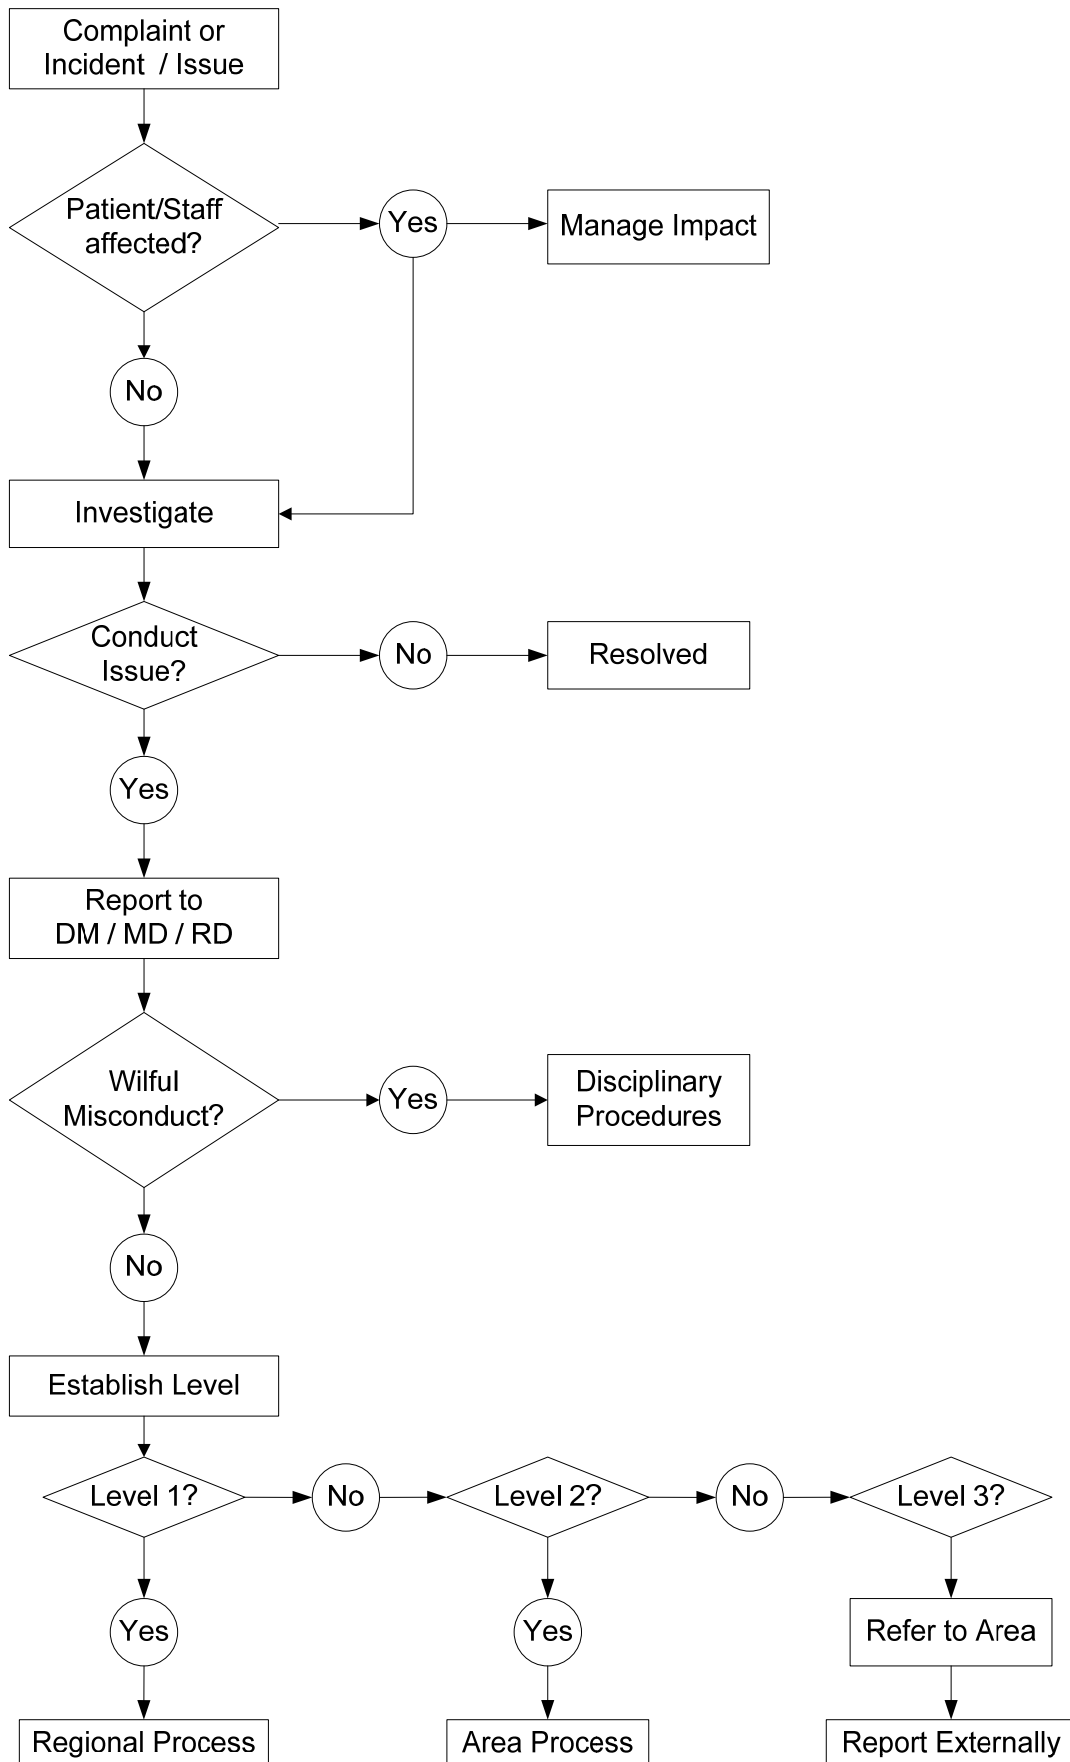 Complaint or
Incident / Issue
Patient/Staff
affected?
Yes
Manage Impact
No
Investigate
Conduct
Issue?
No
Resolved
Yes
Report to
DM / MD / RD
Wilful
Misconduct?
Yes
Disciplinary
Procedures
No
Establish Level
Level 1?
No
Level 2?
No
Level 3?
Yes
Yes
Refer to Area
Regional Process
Area Process
Report Externally